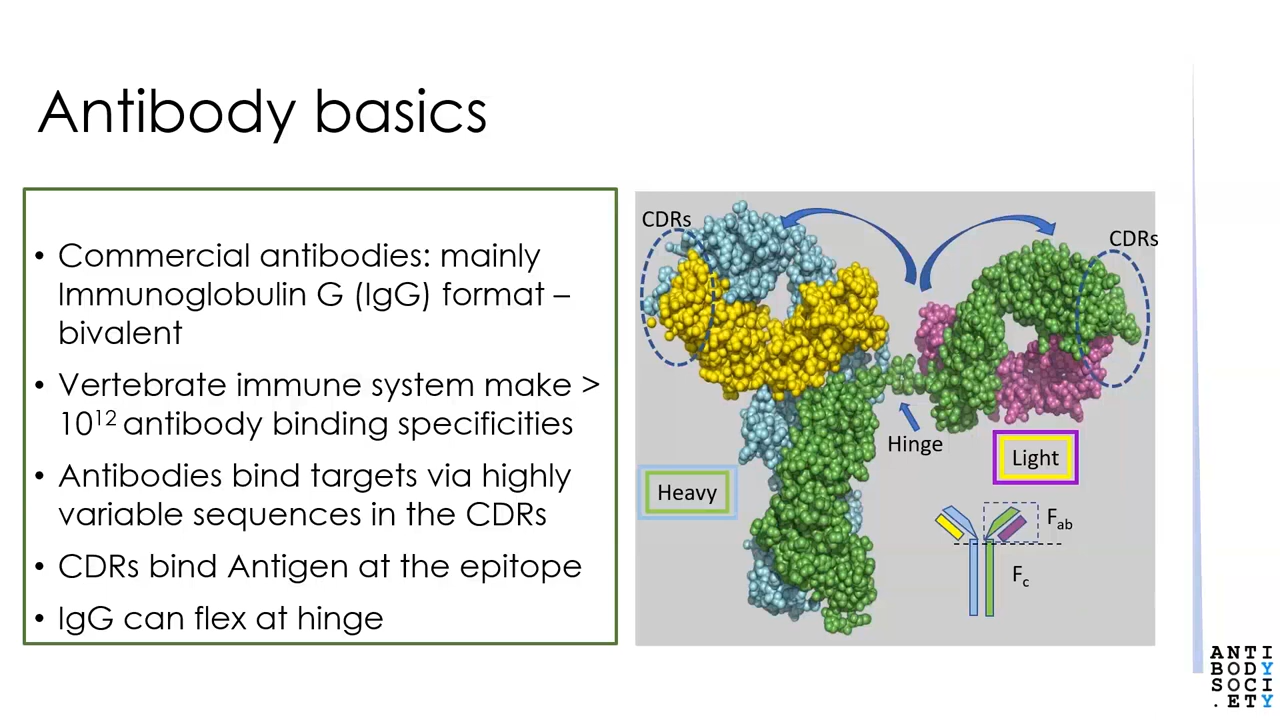 Antibody basics
• Commercial antibodies: mainly
Immunoglobulin G (IgG) format –
bivalent
• Vertebrate immune system make >
10¹² antibody binding specificities
• Antibodies bind targets via highly
variable sequences in the CDRs
• CDRs bind Antigen at the epitope
• IgG can flex at hinge
CDRs
CDRs
Hinge
Light
Heavy
Fab
Fc
ANTI
BODY
SOCI
.ETY